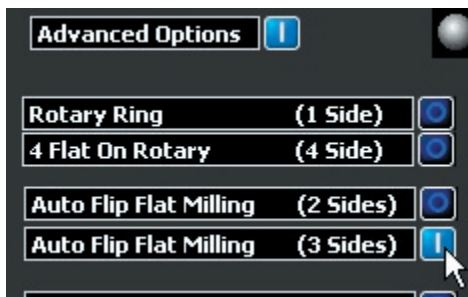 Advanced Options
Rotary Ring (1 Side)
4 Flat On Rotary (4 Side)
Auto Flip Flat Milling (2 Sides)
Auto Flip Flat Milling (3 Sides)